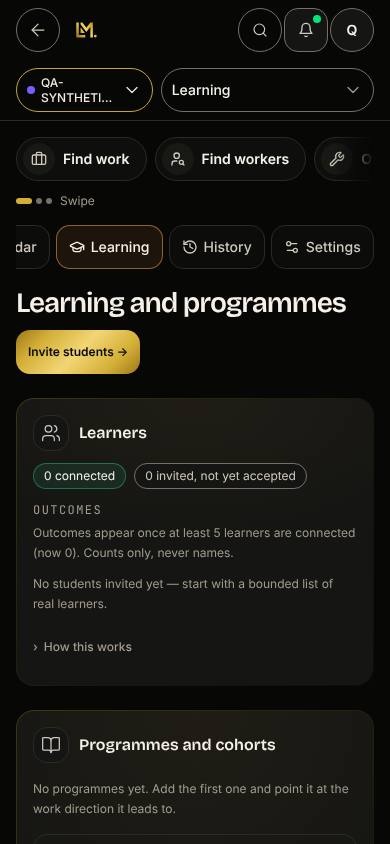 LM.
Q
QA-
SYNTHETI...
Learning
Find work
Find workers
Swipe
dar
Learning
History
Settings
Learning and programmes
Invite students →
Learners
0 connected
0 invited, not yet accepted
OUTCOMES
Outcomes appear once at least 5 learners are connected
(now 0). Counts only, never names.
No students invited yet — start with a bounded list of
real learners.
› How this works
Programmes and cohorts
No programmes yet. Add the first one and point it at the
work direction it leads to.